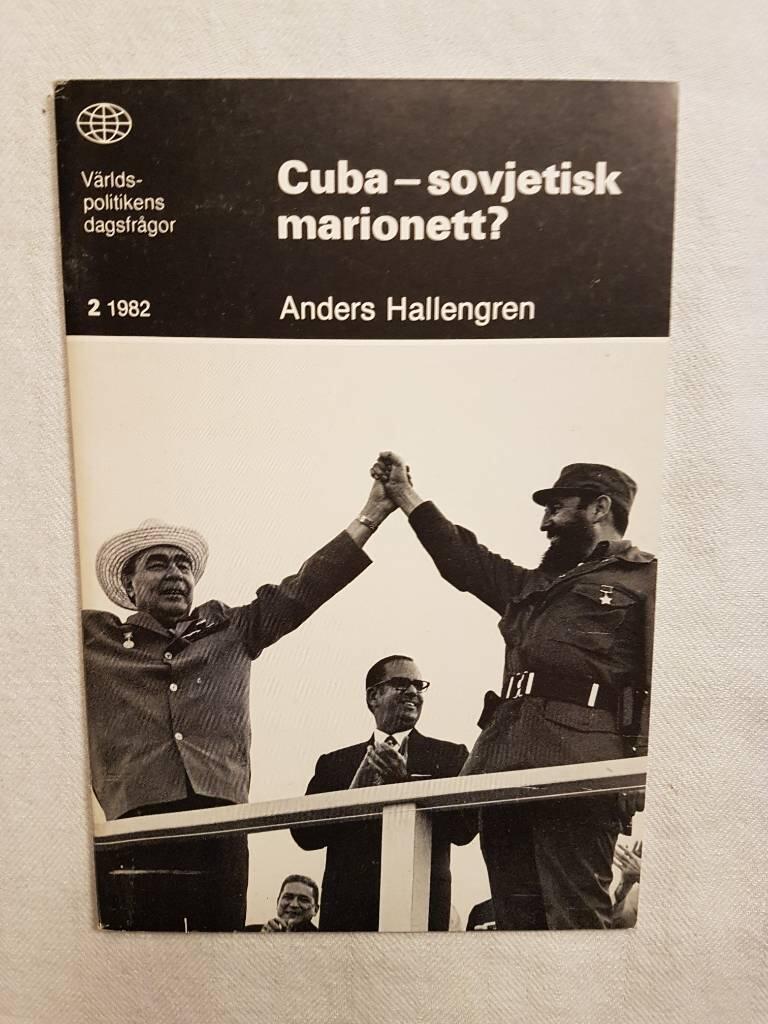 Världs-
politikens
dagsfrågor
2 1982
Cuba – sovjetisk
marionett?
Anders Hallengren